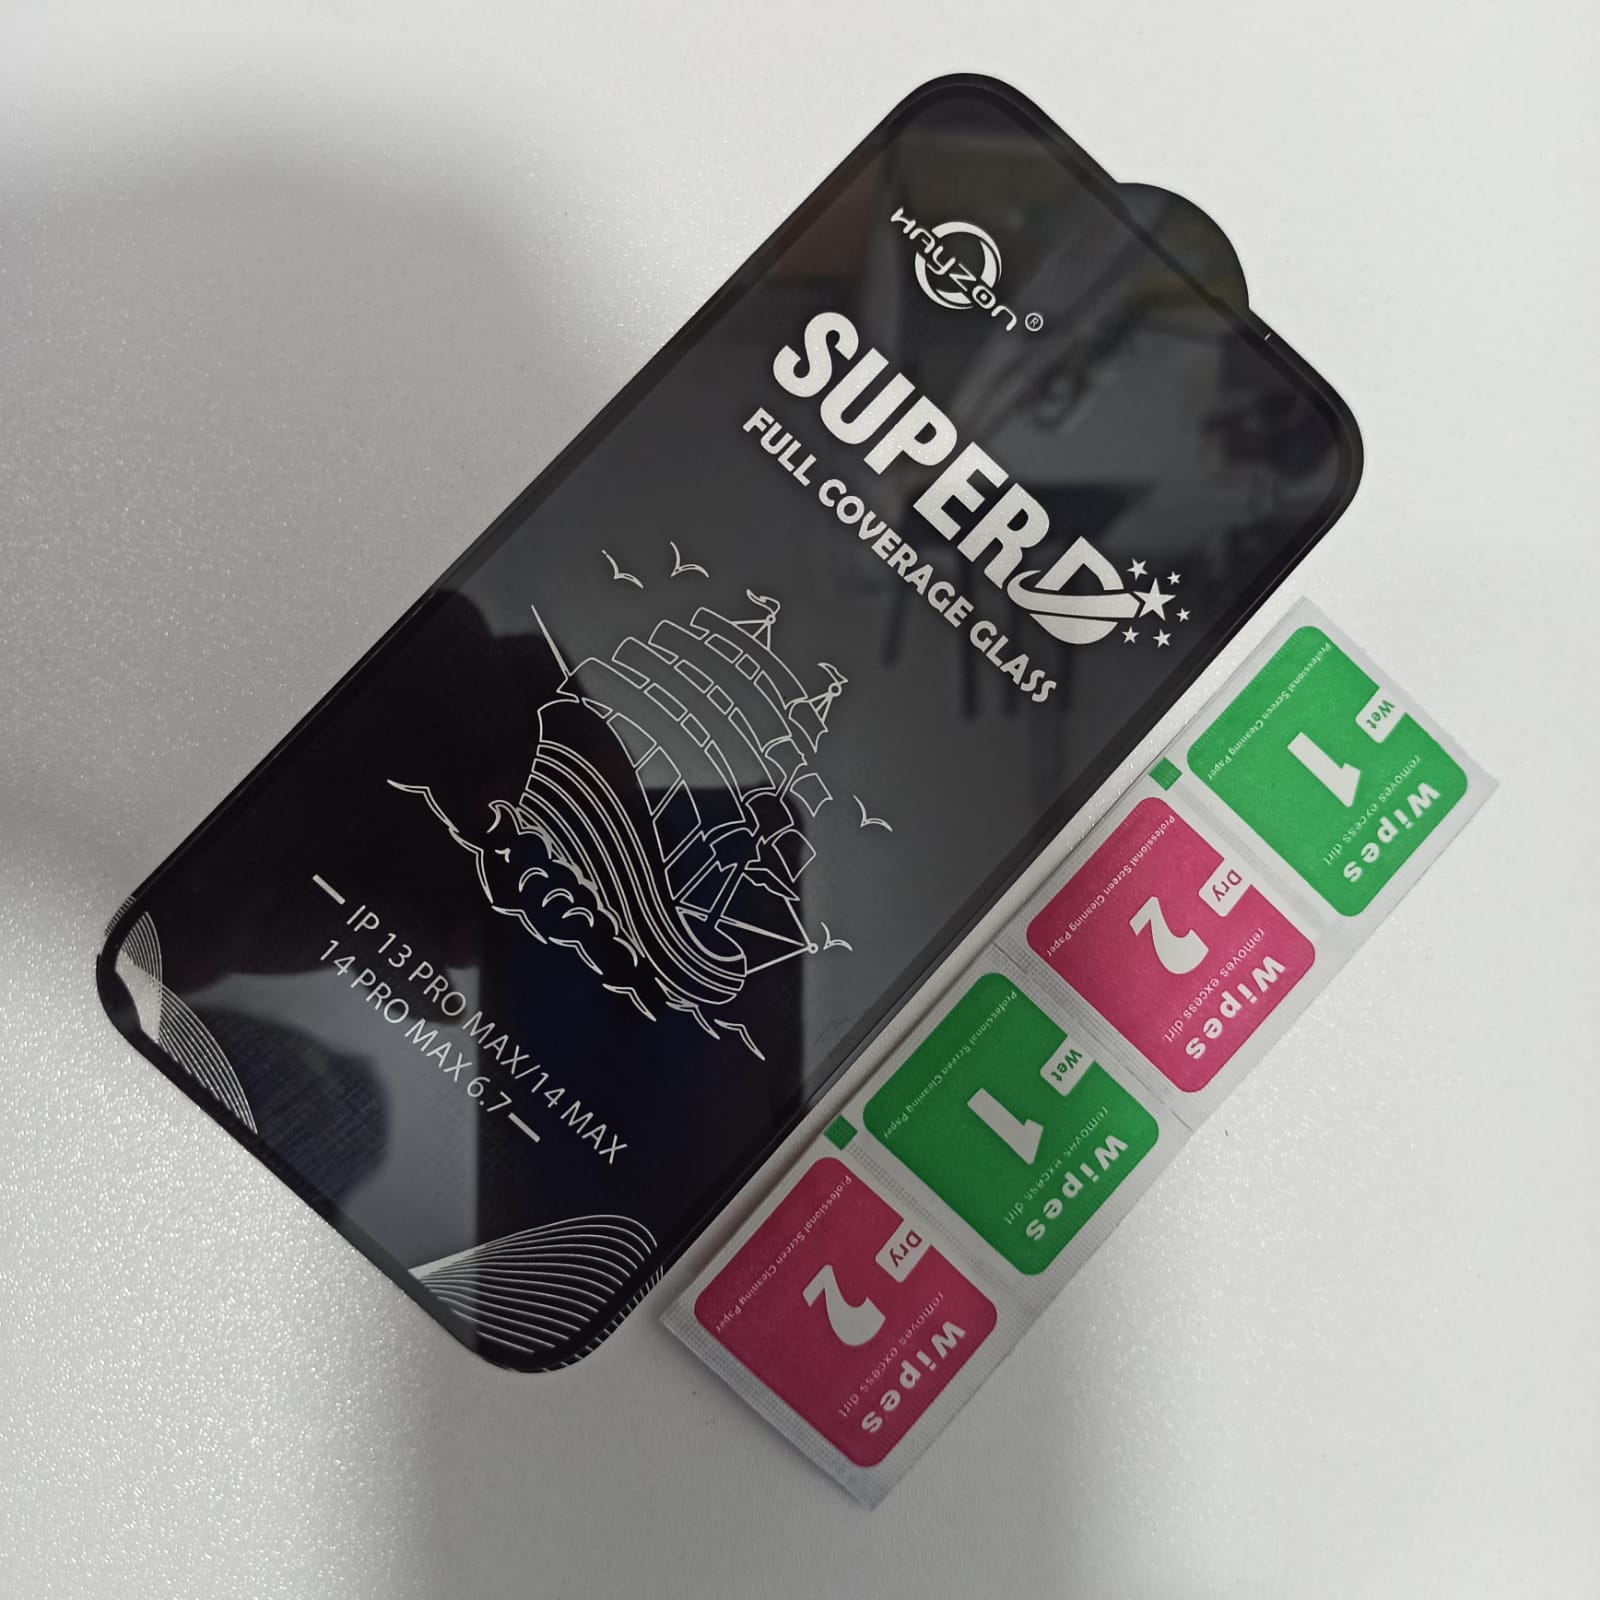 HAYZON®
SUPER D
FULL COVERAGE GLASS
IP 13 PRO MAX/14 MAX
14 PRO MAX 6.7
Wet
1
Wipes
removes excess dirt
Professional Screen Cleaning Paper
Dry
2
Wipes
removes excess dirt
Professional Screen Cleaning Paper
Wet
1
Wipes
removes excess dirt
Professional Screen Cleaning Paper
Dry
2
Wipes
removes excess dirt
Professional Screen Cleaning Paper